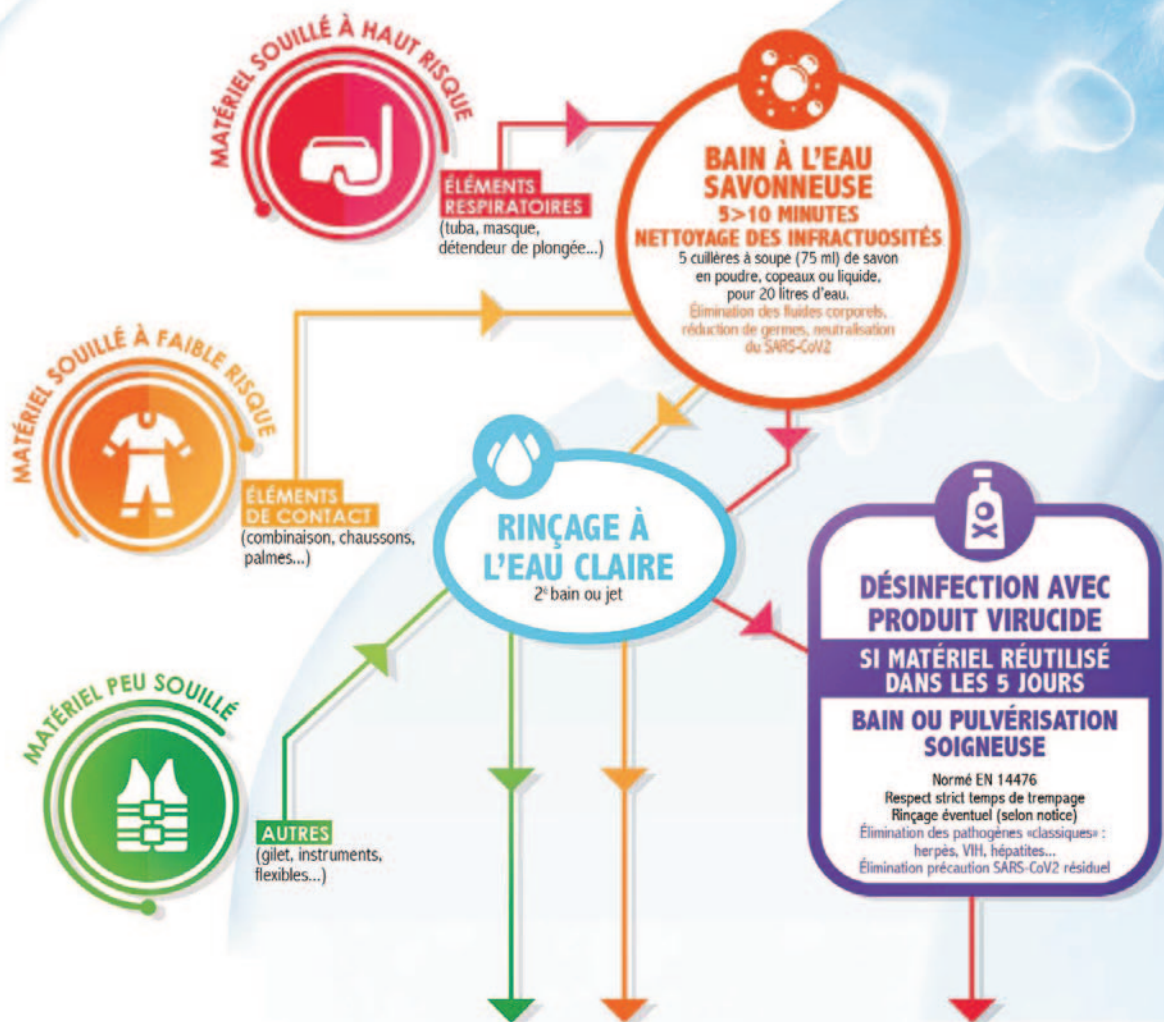 MATÉRIEL SOUILLÉ À HAUT RISQUE
ÉLÉMENTS
RESPIRATOIRES
(tuba, masque,
détendeur de plongée...)
BAIN À L'EAU
SAVONNEUSE
5>10 MINUTES
NETTOYAGE DES INFRACTUOSITÉS
5 cuillères à soupe (75 ml) de savon
en poudre, copeaux ou liquide,
pour 20 litres d'eau.
Élimination des fluides corporels,
réduction de germes, neutralisation
du SARS-CoV2
MATÉRIEL SOUILLÉ À FAIBLE RISQUE
ÉLÉMENTS
DE CONTACT
(combinaison, chaussons,
palmes...)
RINÇAGE À
L'EAU CLAIRE
2è bain ou jet
DÉSINFECTION AVEC
PRODUIT VIRUCIDE
SI MATÉRIEL RÉUTILISÉ
DANS LES 5 JOURS
BAIN OU PULVÉRISATION
SOIGNEUSE
Normé EN 14476
Respect strict temps de trempage
Rinçage éventuel (selon notice)
Élimination des pathogènes «classiques» :
herpès, VIH, hépatites...
Élimination précaution SARS-CoV2 résiduel
MATÉRIEL PEU SOUILLÉ
AUTRES
(gilet, instruments,
flexibles...)